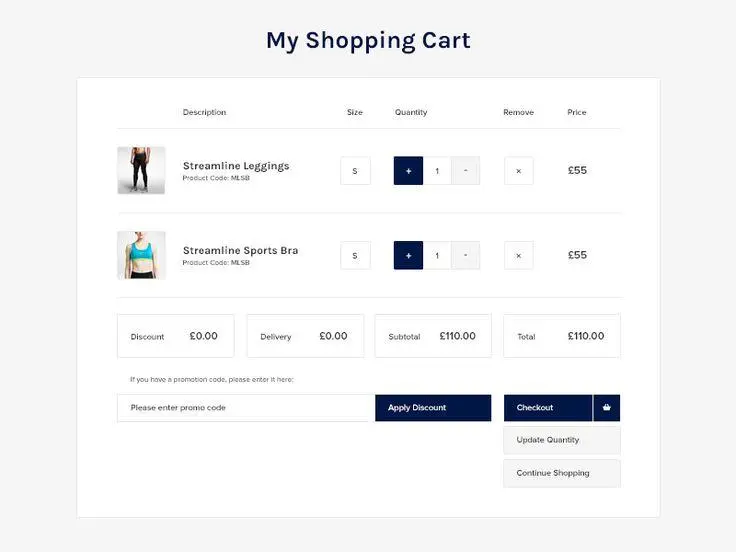 My Shopping Cart
Description Size Quantity Remove Price
Streamline Leggings
Product Code: MLSB
S + 1 - × £55
Streamline Sports Bra
Product Code: MLSB
S + 1 - × £55
Discount £0.00 Delivery £0.00 Subtotal £110.00 Total £110.00
If you have a promotion code, please enter it here:
Please enter promo code Apply Discount Checkout
Update Quantity
Continue Shopping